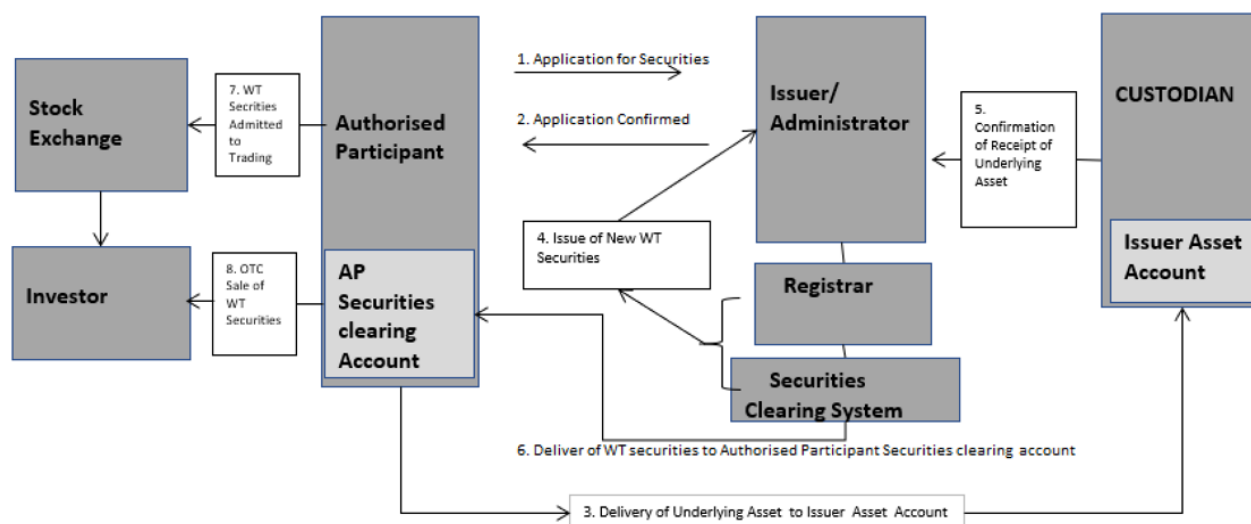 Stock
Exchange
7. WT
Secrities
Admitted
to
Trading
Authorised
Participant
1. Application for Securities
2. Application Confirmed
Issuer/
Administrator
5.
Confirmation
of Receipt of
Underlying
Asset
CUSTODIAN
Issuer Asset
Account
4. Issue of New WT
Securities
Investor
8. OTC
Sale of
WT
Securities
AP
Securities
clearing
Account
Registrar
Securities
Clearing System
6. Deliver of WT securities to Authorised Participant Securities clearing account
3. Delivery of Underlying Asset to Issuer Asset Account